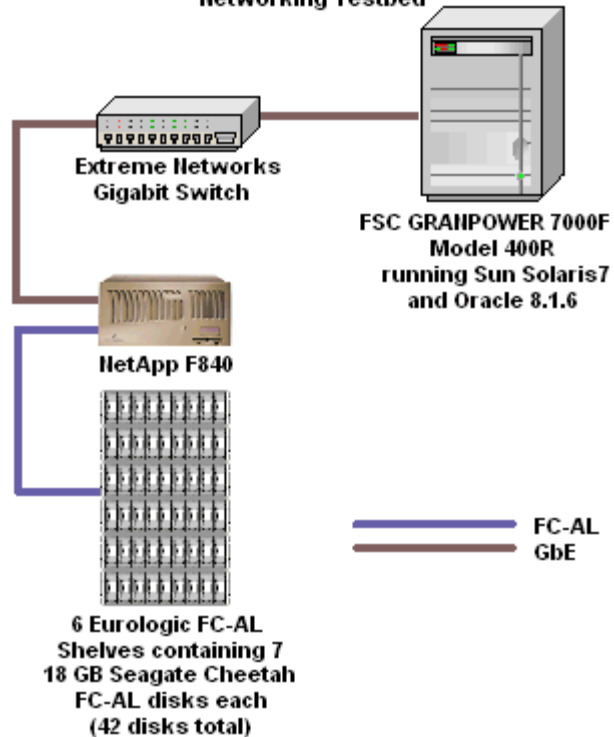 Networking Testbed
Extreme Networks
Gigabit Switch
FSC GRANPOWER 7000F
Model 400R
running Sun Solaris7
and Oracle 8.1.6
NetApp F840
FC-AL
GbE
6 Eurologic FC-AL
Shelves containing 7
18 GB Seagate Cheetah
FC-AL disks each
(42 disks total)